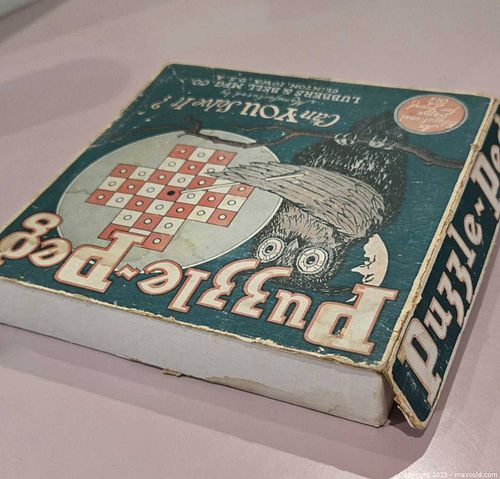 Puzzle-Peg
Can YOU Solve It?
Manufactured by
LUBBERS & BELL MFG. CO.
CLINTON, IOWA. U.S.A.
Puzzle-Pe
Copyright 2025 - maxsold.com